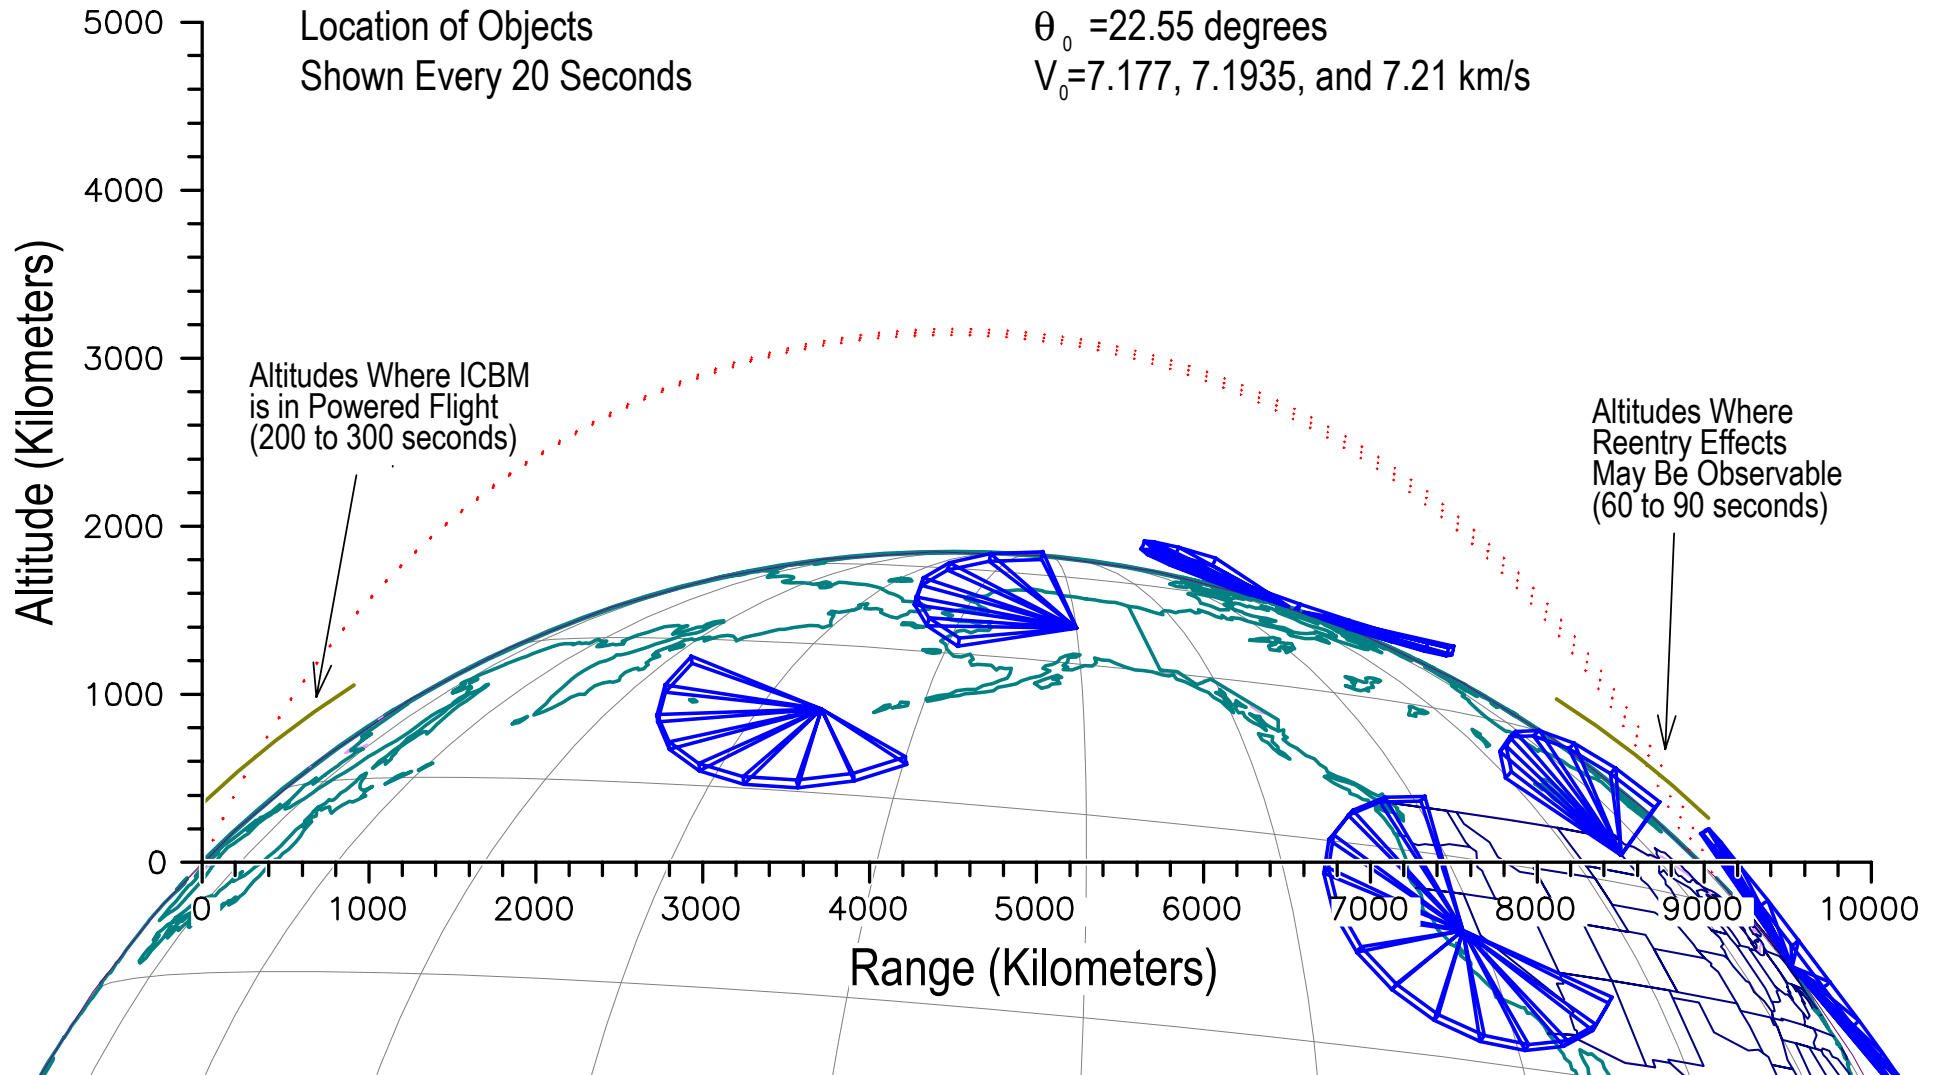 Location of Objects
Shown Every 20 Seconds
θ₀ =22.55 degrees
V₀=7.177, 7.1935, and 7.21 km/s
5000
4000
3000
2000
1000
0
Altitude (Kilometers)
Altitudes Where ICBM
is in Powered Flight
(200 to 300 seconds)
Altitudes Where
Reentry Effects
May Be Observable
(60 to 90 seconds)
0 1000 2000 3000 4000 5000 6000 7000 8000 9000 10000
Range (Kilometers)